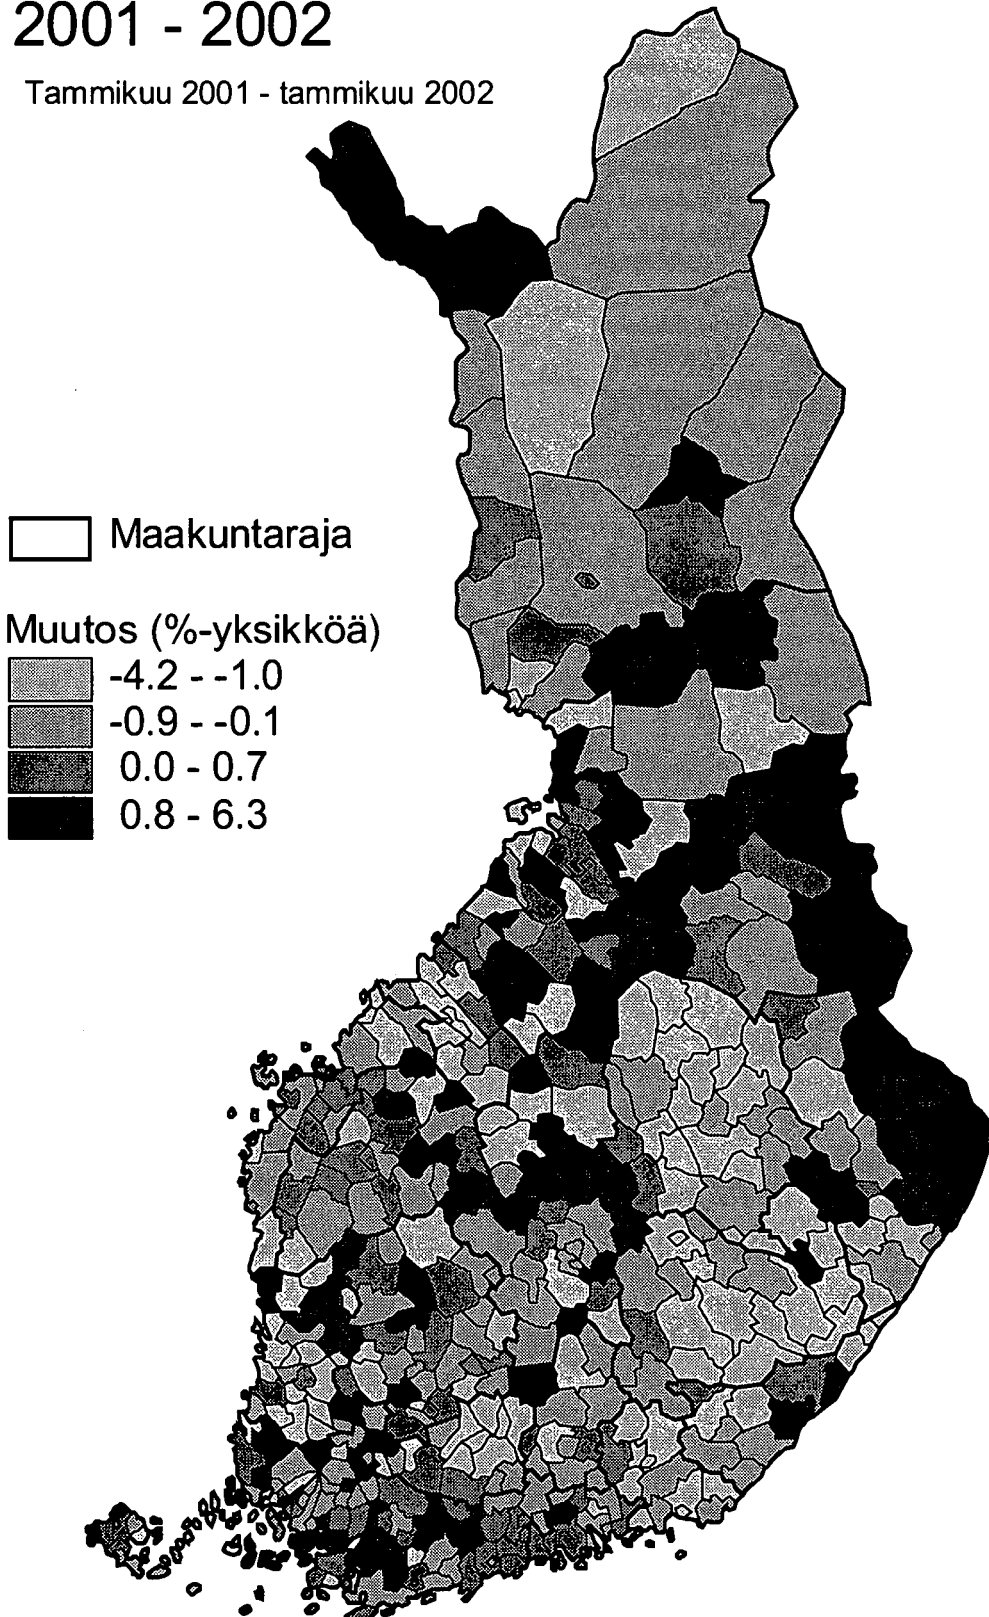 2001 - 2002
Tammikuu 2001 - tammikuu 2002
Maakuntaraja
Muutos (%-yksikköä)
-4.2 - -1.0
-0.9 - -0.1
0.0 - 0.7
0.8 - 6.3